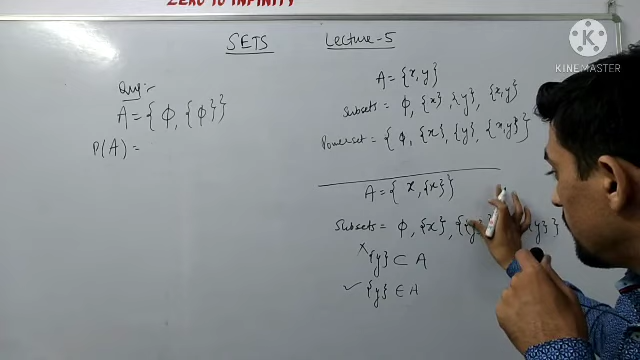 ZERO TO INFINITY
KINEMASTER
SETS Lecture-5
Ques:-
A = { ϕ, {ϕ} }
P(A) =
A = {x, y}
Subsets = ϕ, {x}, {y}, {x, y}
Powerset = { ϕ, {x}, {y}, {x, y} }
A = { x, {x} }
Subsets = ϕ, {x}, {{y
y}}
× {y} ⊂ A
✓ {y} ∈ A